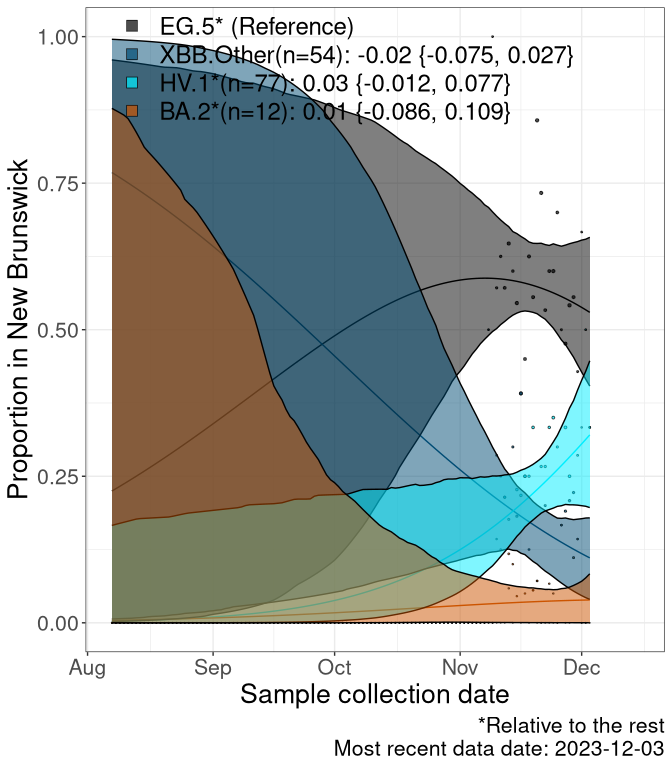 EG.5* (Reference)
XBB.Other(n=54): -0.02 {-0.075, 0.027}
HV.1*(n=77): 0.03 {-0.012, 0.077}
BA.2*(n=12): 0.01 {-0.086, 0.109}
Proportion in New Brunswick
1.00
0.75
0.50
0.25
0.00
Aug Sep Oct Nov Dec
Sample collection date
*Relative to the rest
Most recent data date: 2023-12-03